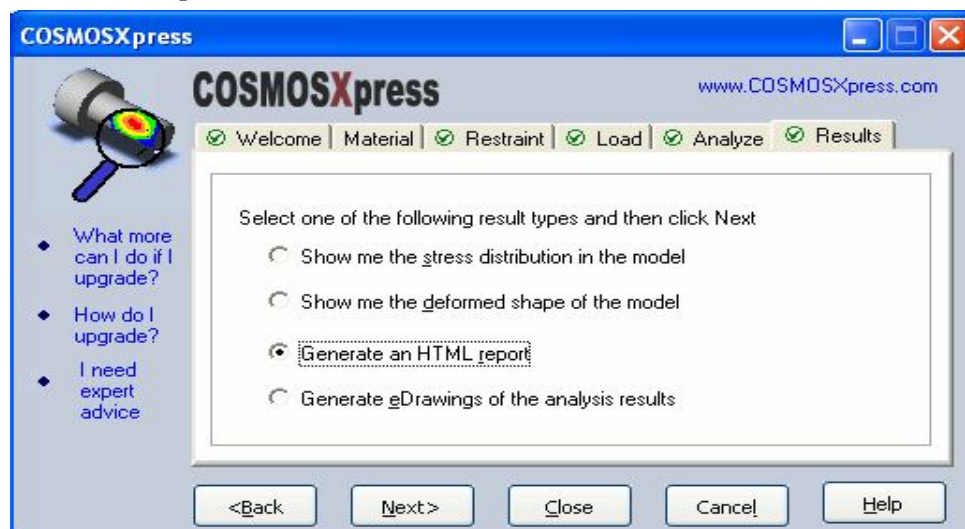 COSMOSXpress
COSMOSXpress
www.COSMOSXpress.com
Welcome
Material
Restraint
Load
Analyze
Results
What more
can I do if I
upgrade?
How do I
upgrade?
I need
expert
advice
Select one of the following result types and then click Next
Show me the stress distribution in the model
Show me the deformed shape of the model
Generate an HTML report
Generate eDrawings of the analysis results
<Back
Next>
Close
Cancel
Help